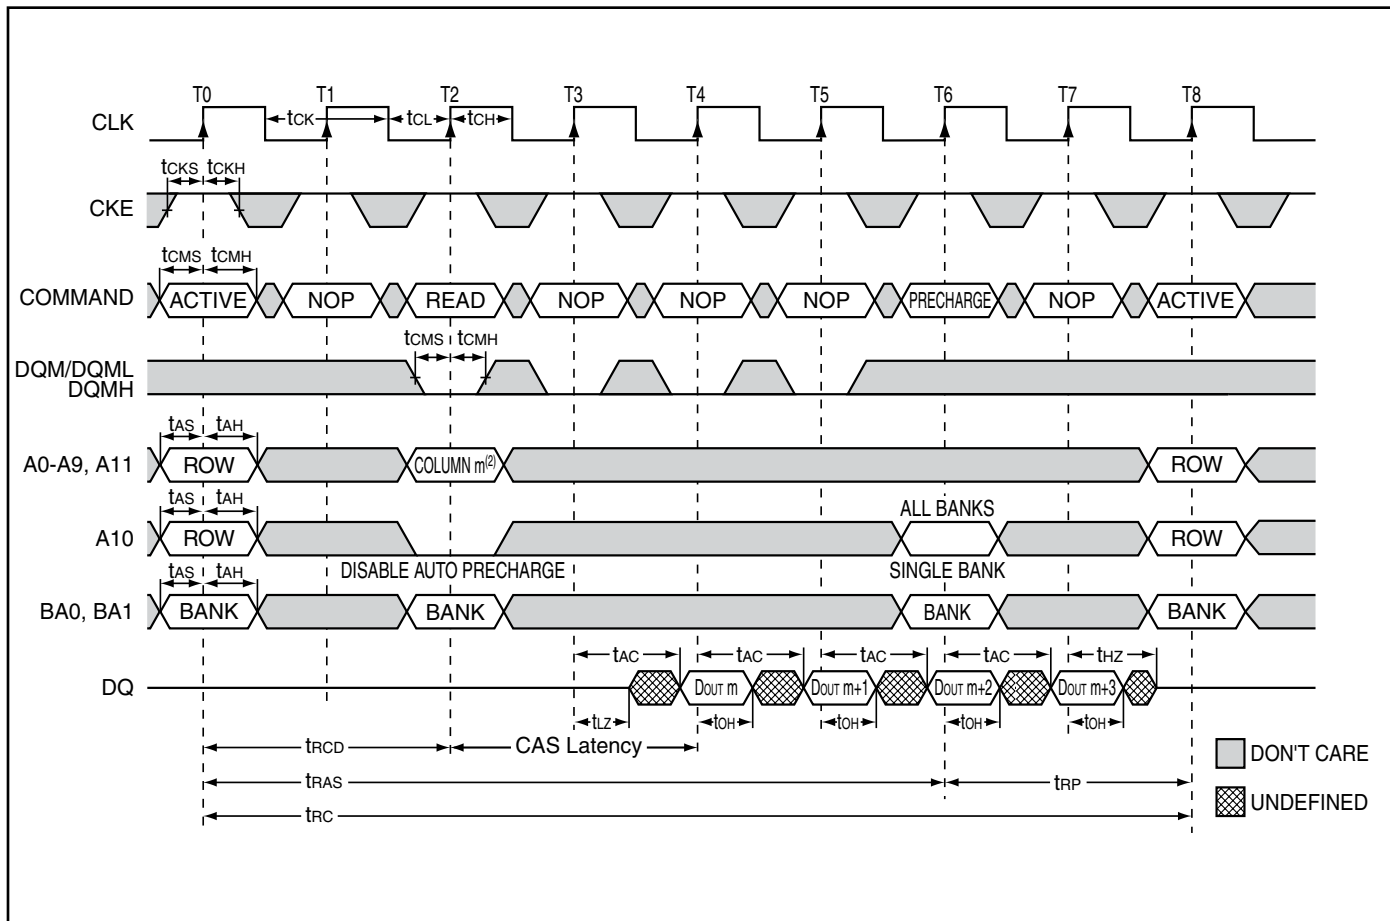 T0 T1 T2 T3 T4 T5 T6 T7 T8
CLK tCK tCL tCH
tCKS tCKH
CKE
tCMS tCMH
COMMAND ACTIVE NOP READ NOP NOP NOP PRECHARGE NOP ACTIVE
tCMS tCMH
DQM/DQML
DQMH
tAS tAH
A0-A9, A11 ROW COLUMN m(2) ROW
tAS tAH ALL BANKS
A10 ROW ROW
DISABLE AUTO PRECHARGE SINGLE BANK
tAS tAH
BA0, BA1 BANK BANK BANK BANK
tAC tAC tAC tAC tHZ
DQ DOUT m DOUT m+1 DOUT m+2 DOUT m+3
tLZ tOH tOH tOH tOH
tRCD CAS Latency
DON'T CARE
tRAS tRP
UNDEFINED
tRC